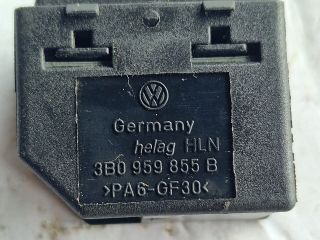 Germany
helag HLN
3B0 959 855 B
>PA6-GF30<